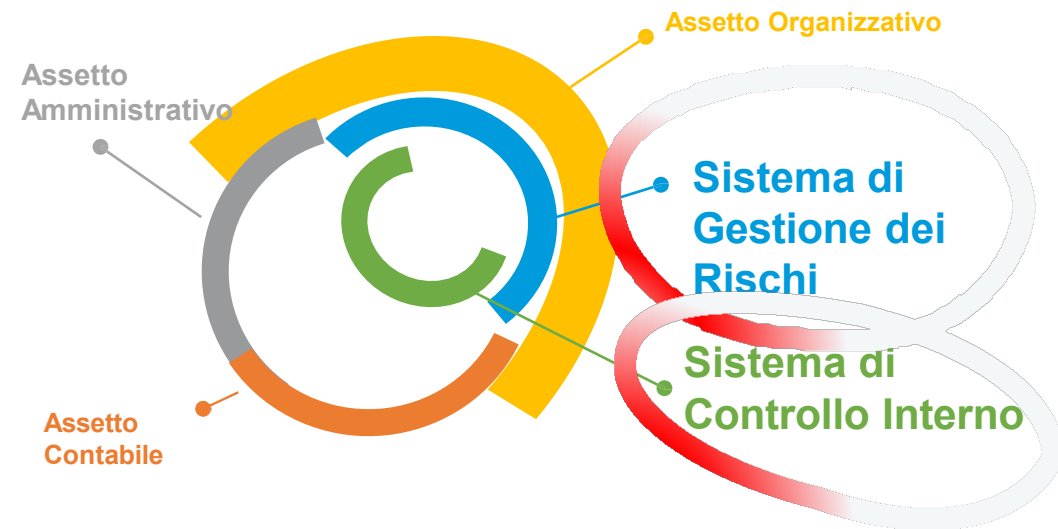 Assetto Organizzativo
Assetto
Amministrativo
Sistema di
Gestione dei
Rischi
Sistema di
Controllo Interno
Assetto
Contabile